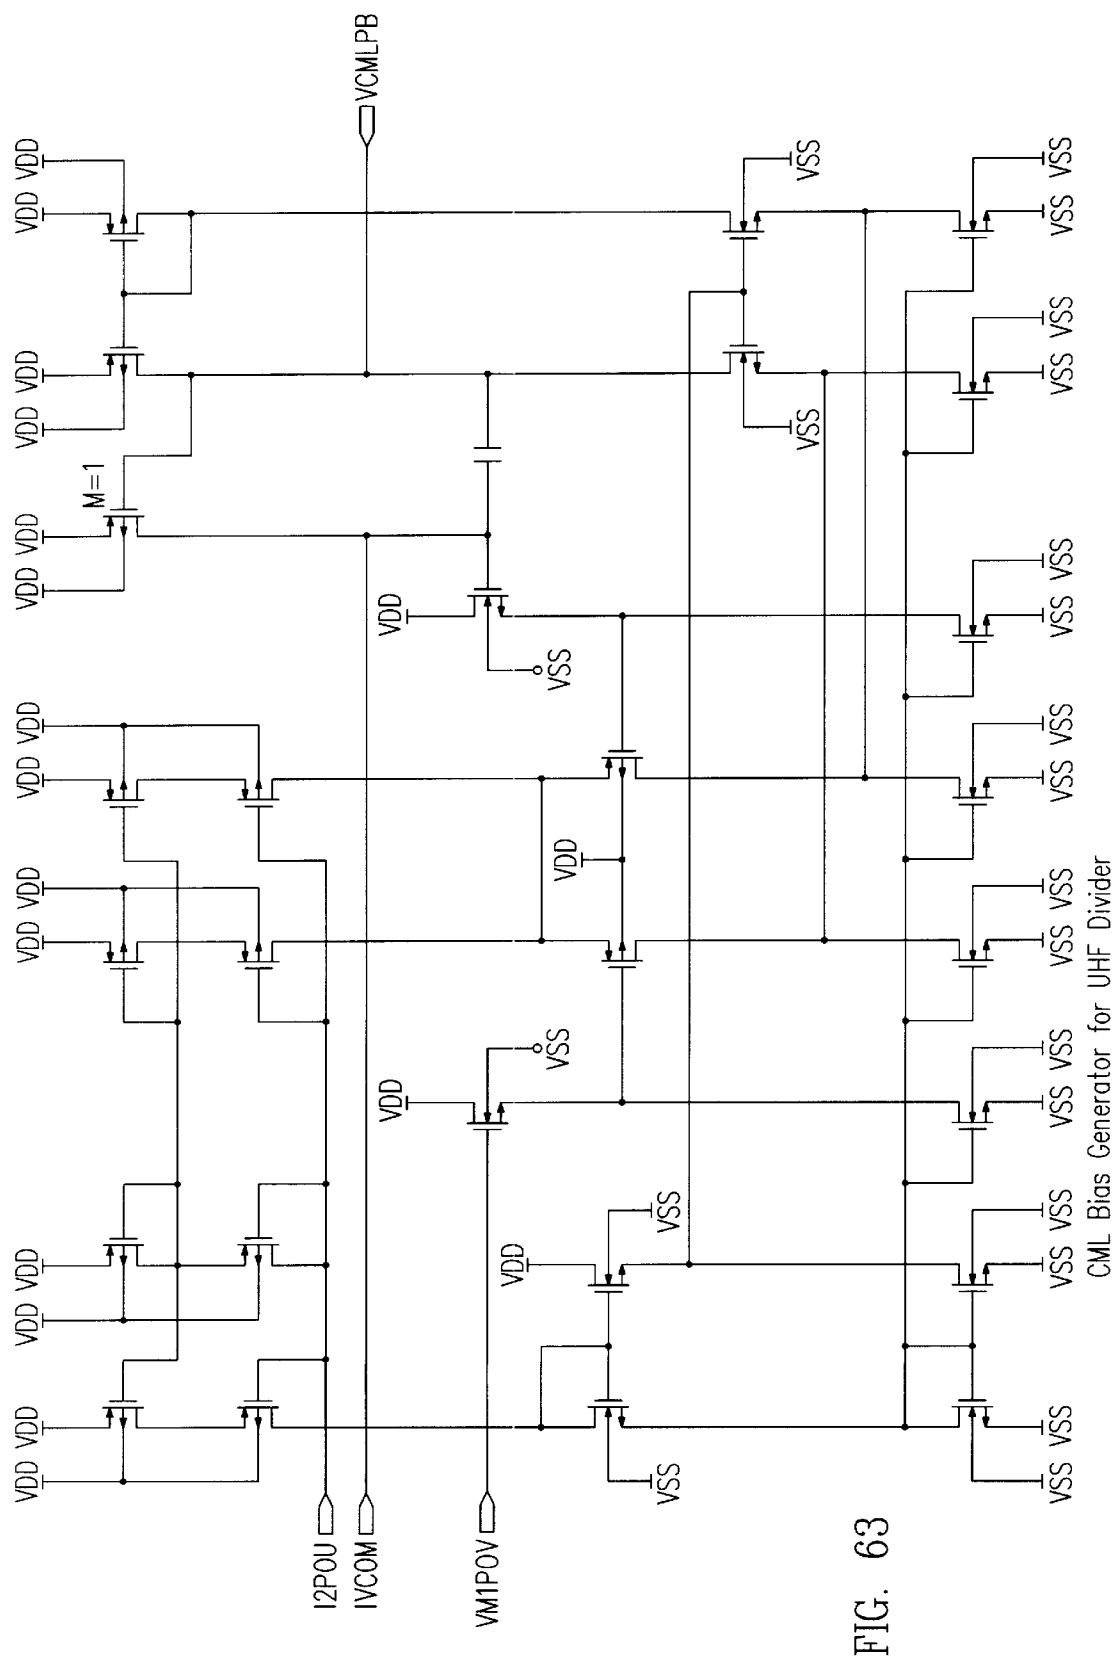 VDD VDD VDD VDD VDD VDD VDD VDD VDD VDD VDD VDD VDD VDD
M=1
I2POU
IVCOM
VCMLPB
VDD VDD
VM1POV
VDD
VSS VSS
VDD
VSS VSS
VSS VSS
VSS VSS VSS VSS VSS VSS VSS VSS VSS VSS VSS VSS VSS VSS VSS VSS
CML Bias Generator for UHF Divider
FIG. 63